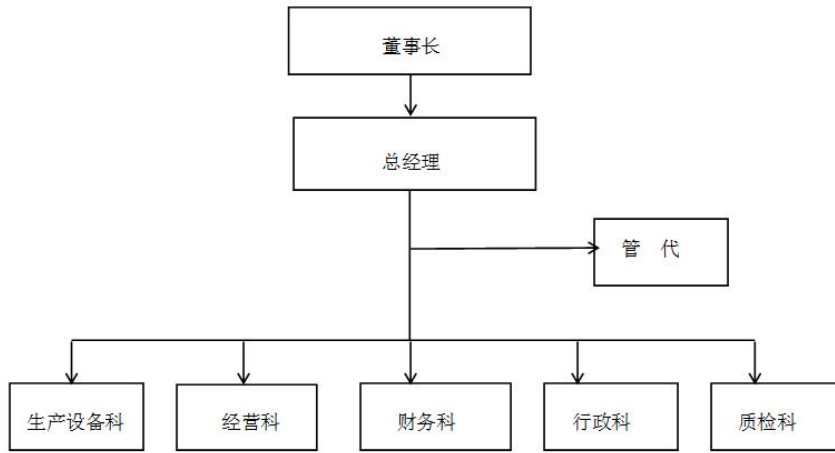 董事长
总经理
管 代
生产设备科
经营科
财务科
行政科
质检科